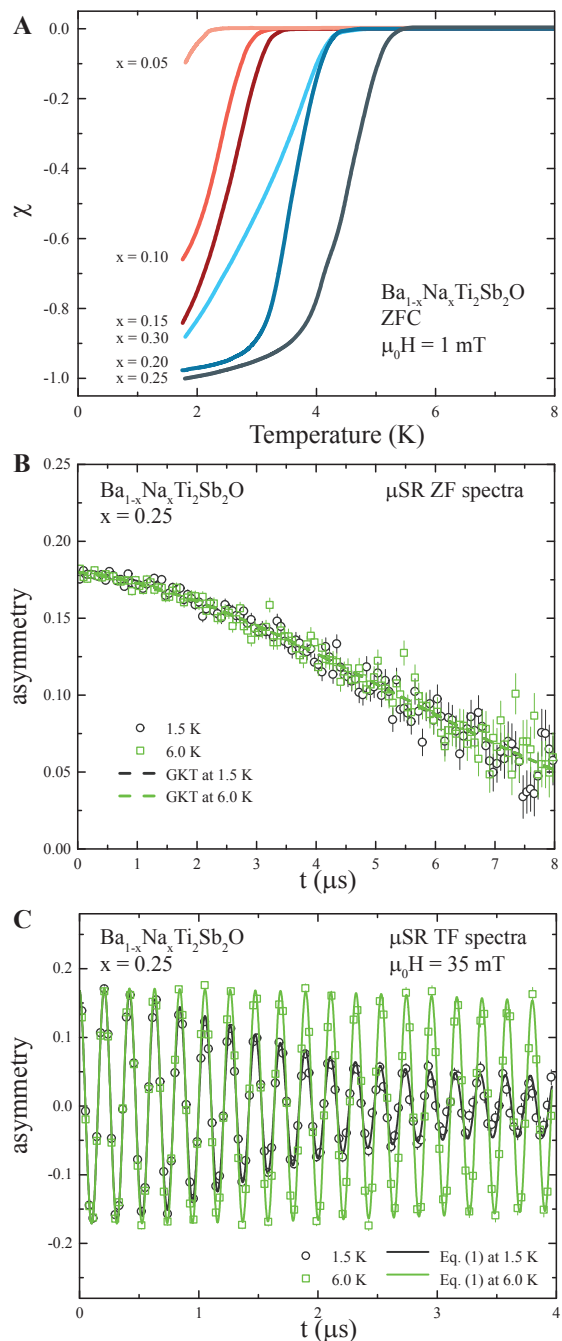 A
0.0
-0.2
-0.4
-0.6
-0.8
-1.0
χ
x = 0.05
x = 0.10
x = 0.15
x = 0.30
x = 0.20
x = 0.25
Ba₁₋ₓNaₓTi₂Sb₂O
ZFC
μ₀H = 1 mT
0 2 4 6 8
Temperature (K)
B
0.25
0.20
0.15
0.10
0.05
0.00
asymmetry
Ba₁₋ₓNaₓTi₂Sb₂O
x = 0.25
μSR ZF spectra
1.5 K
6.0 K
GKT at 1.5 K
GKT at 6.0 K
0 1 2 3 4 5 6 7 8
t (μs)
C
0.2
0.1
0.0
-0.1
-0.2
asymmetry
Ba₁₋ₓNaₓTi₂Sb₂O
x = 0.25
μSR TF spectra
μ₀H = 35 mT
1.5 K Eq. (1) at 1.5 K
6.0 K Eq. (1) at 6.0 K
0 1 2 3 4
t (μs)